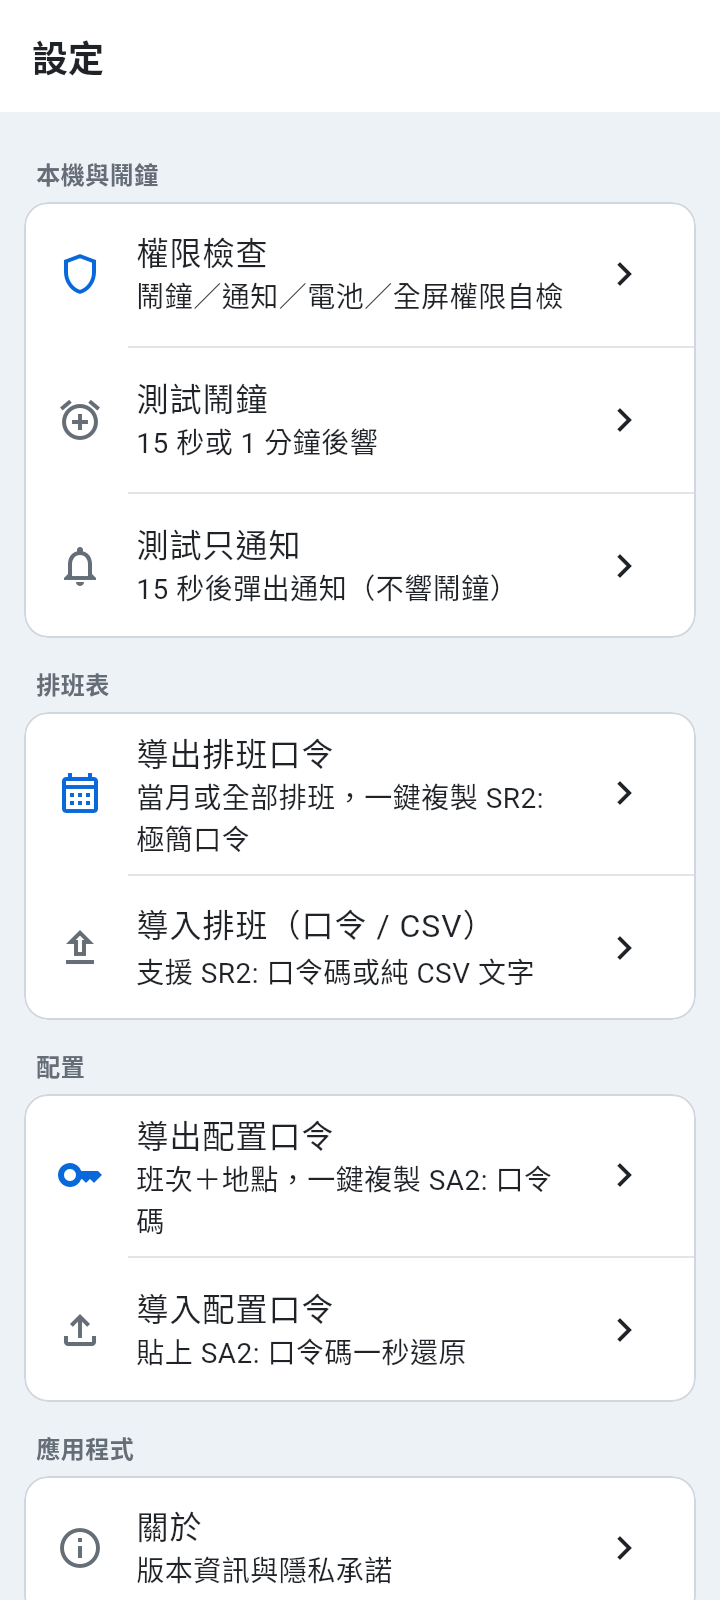 設定
本機與鬧鐘
權限檢查
鬧鐘／通知／電池／全屏權限自檢
測試鬧鐘
15 秒或 1 分鐘後響
測試只通知
15 秒後彈出通知（不響鬧鐘）
排班表
導出排班口令
當月或全部排班，一鍵複製 SR2:
極簡口令
導入排班（口令 / CSV）
支援 SR2: 口令碼或純 CSV 文字
配置
導出配置口令
班次＋地點，一鍵複製 SA2: 口令
碼
導入配置口令
貼上 SA2: 口令碼一秒還原
應用程式
關於
版本資訊與隱私承諾